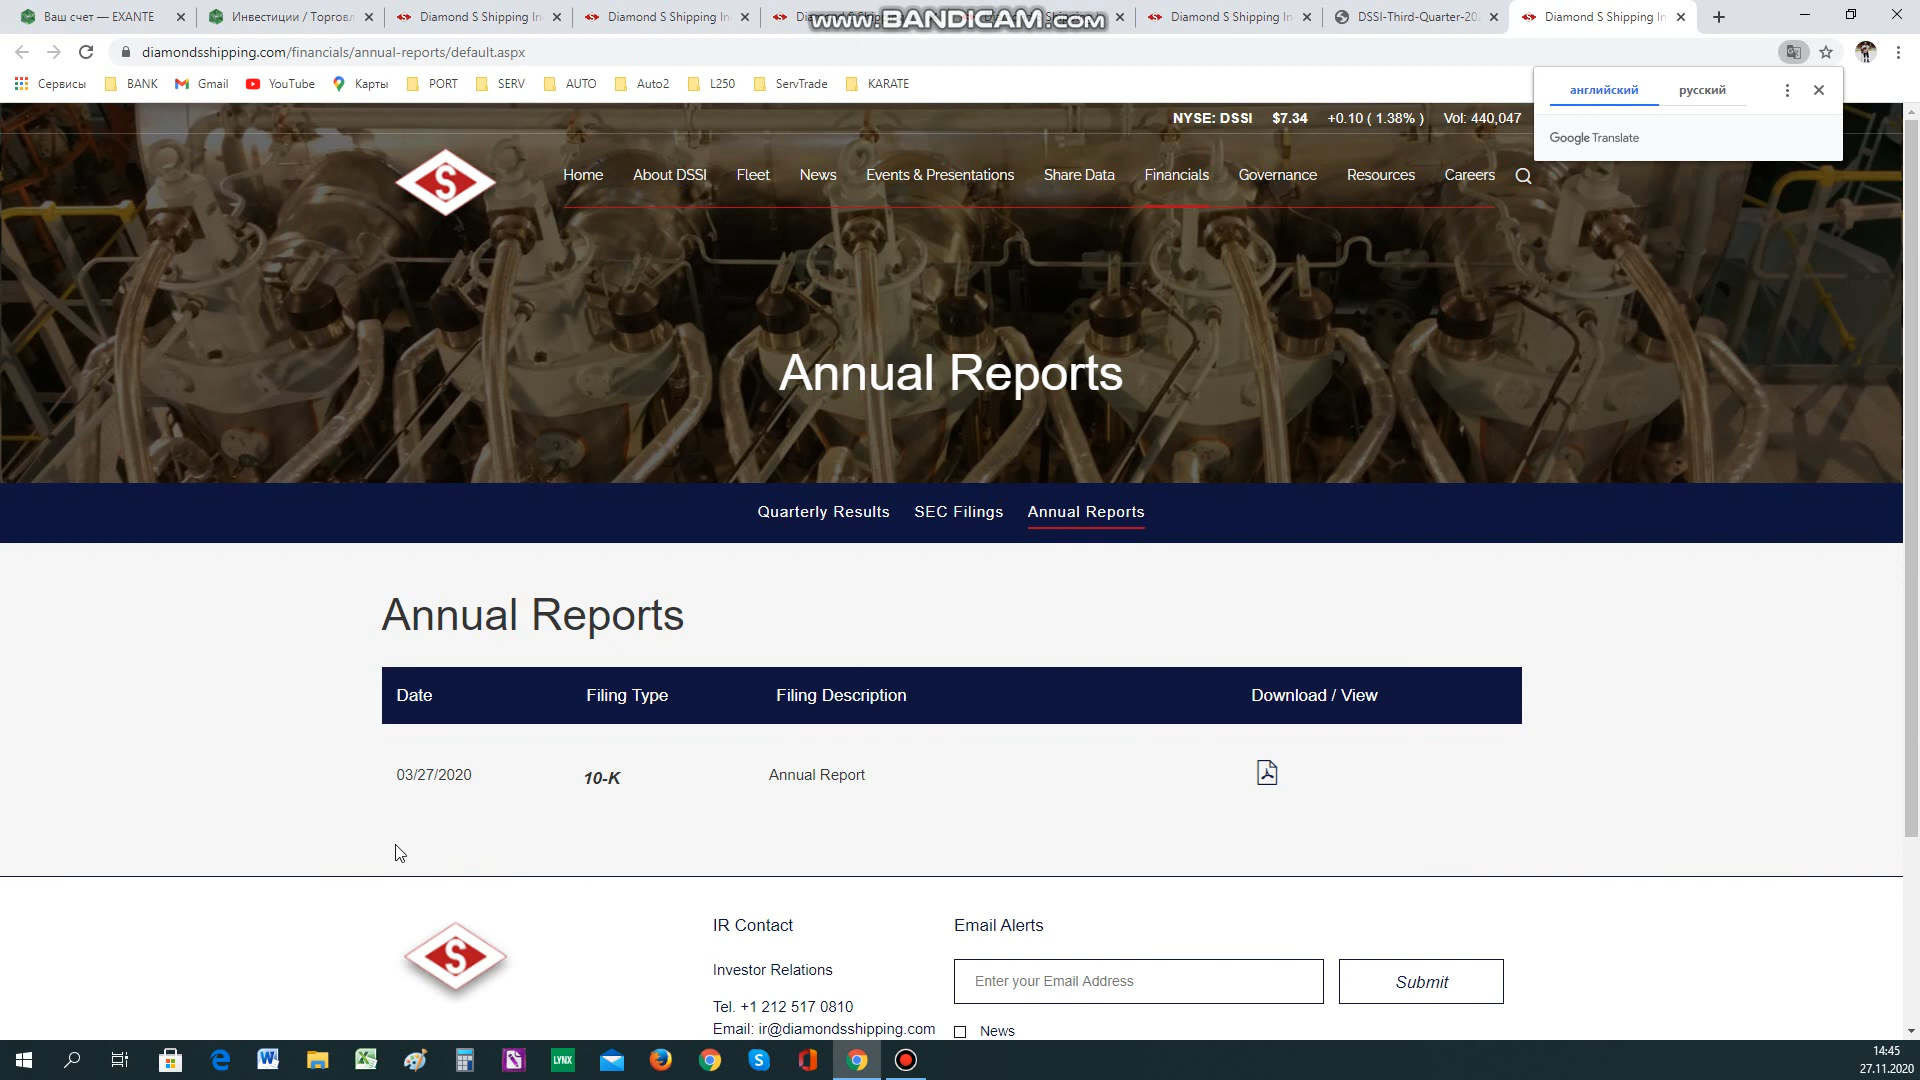 Ваш счет — EXANTE
Инвестиции / Торговл
Diamond S Shipping In
Diamond S Shipping In
Diamond S Shipping In
DSSI-Third-Quarter-20
Diamond S Shipping In
www.BANDICAM.com
diamondsshipping.com/financials/annual-reports/default.aspx
Сервисы
BANK
Gmail
YouTube
Карты
PORT
SERV
AUTO
Auto2
L250
ServTrade
KARATE
английский
русский
Google Translate
NYSE: DSSI $7.34 +0.10 ( 1.38% ) Vol: 440,047
S
Home
About DSSI
Fleet
News
Events & Presentations
Share Data
Financials
Governance
Resources
Careers
Annual Reports
Quarterly Results
SEC Filings
Annual Reports
Annual Reports
Date
Filing Type
Filing Description
Download / View
03/27/2020
10-K
Annual Report
S
IR Contact
Investor Relations
Tel. +1 212 517 0810
Email: ir@diamondsshipping.com
Email Alerts
Enter your Email Address
Submit
News
LYNX
14:45
27.11.2020